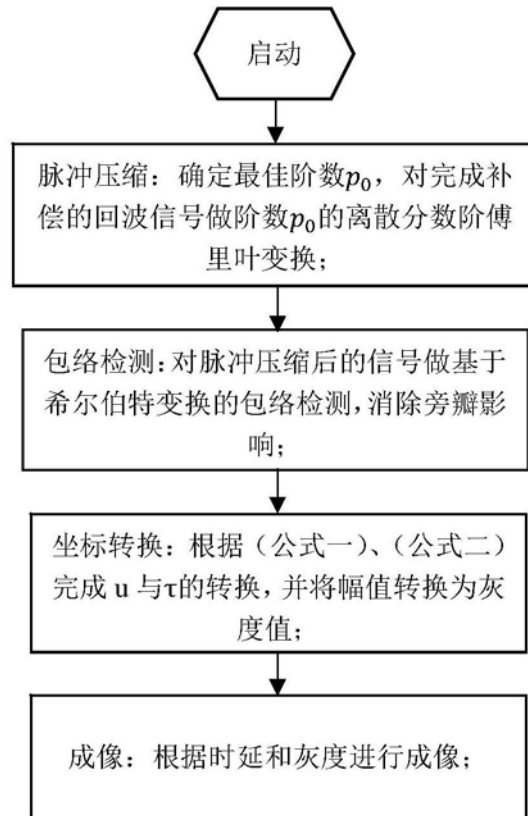 启动
脉冲压缩：确定最佳阶数p₀，对完成补
偿的回波信号做阶数p₀的离散分数阶傅
里叶变换；
包络检测：对脉冲压缩后的信号做基于
希尔伯特变换的包络检测，消除旁瓣影
响；
坐标转换：根据（公式一）、（公式二）
完成 u 与τ的转换，并将幅值转换为灰
度值；
成像：根据时延和灰度进行成像；